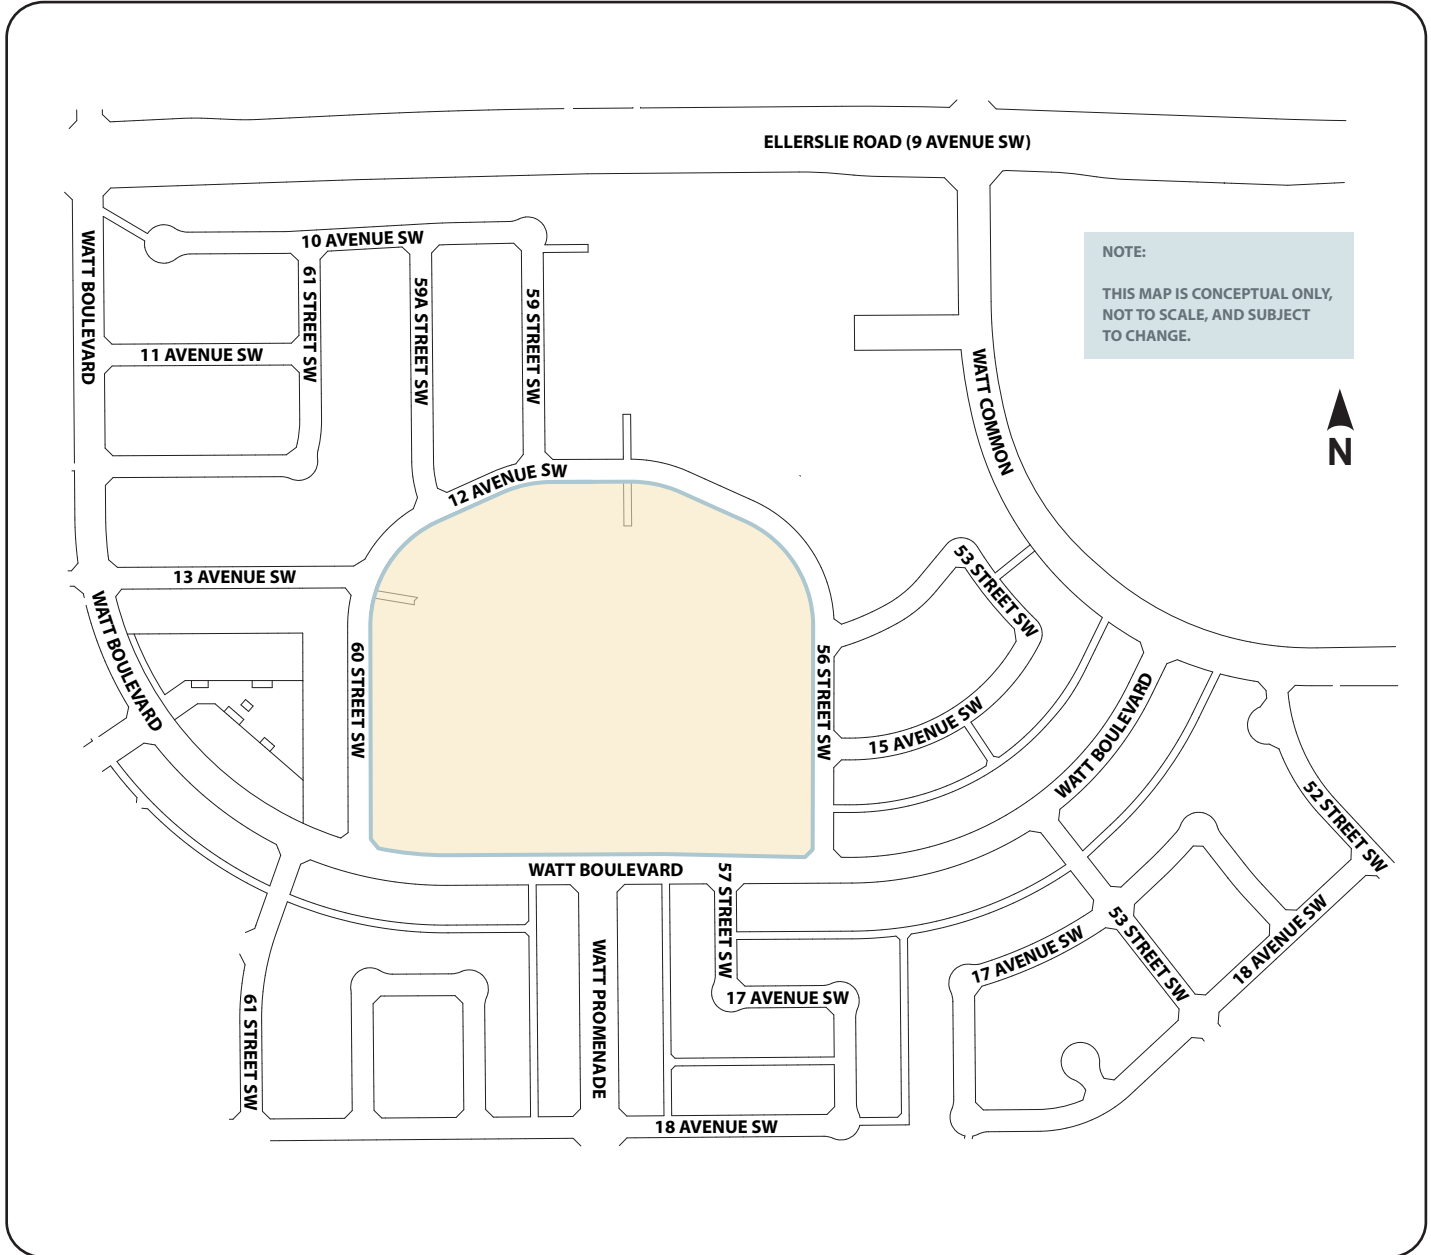 ELLERSLIE ROAD (9 AVENUE SW)
WATT BOULEVARD
10 AVENUE SW
61 STREET SW
59A STREET SW
59 STREET SW
11 AVENUE SW
NOTE:
THIS MAP IS CONCEPTUAL ONLY,
NOT TO SCALE, AND SUBJECT
TO CHANGE.
WATT COMMON
N
12 AVENUE SW
13 AVENUE SW
53 STREET SW
WATT BOULEVARD
60 STREET SW
56 STREET SW
15 AVENUE SW
WATT BOULEVARD
52 STREET SW
WATT BOULEVARD
57 STREET SW
53 STREET SW
18 AVENUE SW
17 AVENUE SW
WATT PROMENADE
17 AVENUE SW
61 STREET SW
18 AVENUE SW